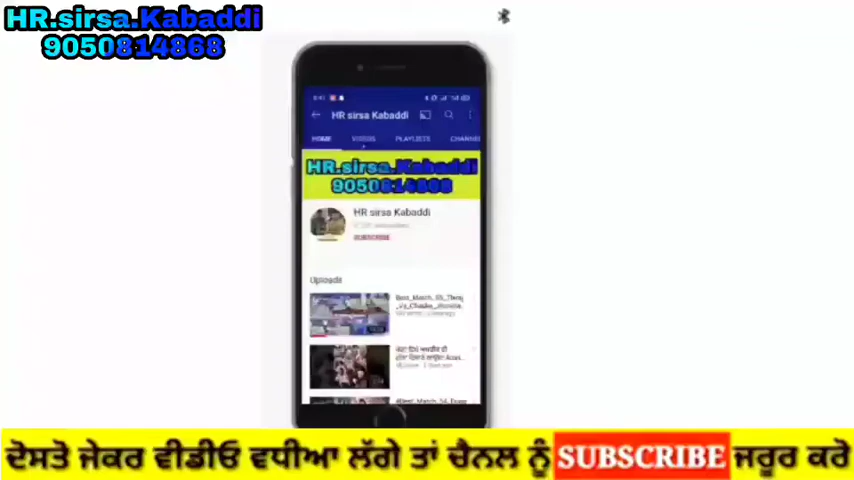 HR.sirsa.Kabaddi
9050814868
HR sirsa Kabaddi
HOME VIDEOS PLAYLISTS CHANNE
HR.sirsa.Kabaddi
9050814868
HR sirsa Kabaddi
SUBSCRIBE
Uploads
ਦੋਸਤੋ ਜੇਕਰ ਵੀਡੀਓ ਵਧੀਆ ਲੱਗੇ ਤਾਂ ਚੈਨਲ ਨੂੰ SUBSCRIBE ਜਰੂਰ ਕਰੋ